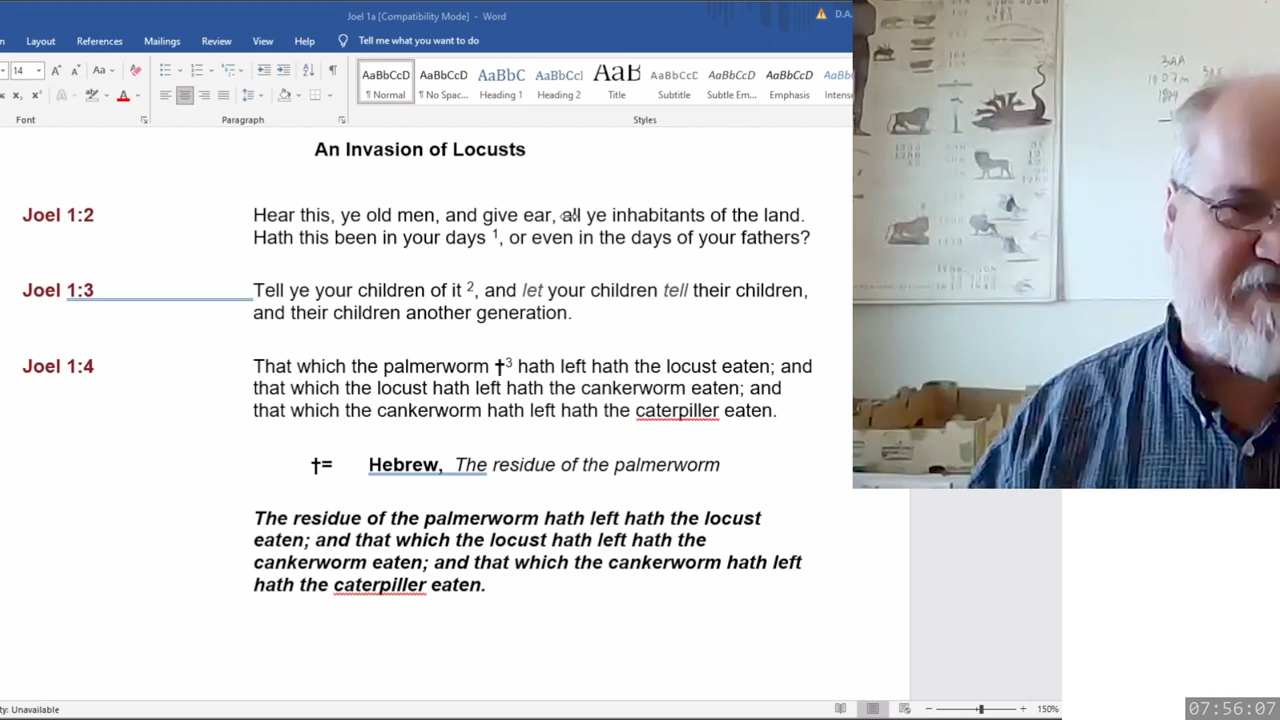 Joel 1a [Compatibility Mode] - Word
D.A.
Layout References Mailings Review View Help Tell me what you want to do
14
Aa
AaBbCcD AaBbCcD AaBbC AaBbCcI AaB AaBbCcD AaBbCcD AaBbCcD AaBb
¶ Normal ¶ No Spac... Heading 1 Heading 2 Title Subtitle Subtle Em... Emphasis Intense
Font Paragraph Styles
An Invasion of Locusts
Joel 1:2 Hear this, ye old men, and give ear, all ye inhabitants of the land.
Hath this been in your days 1, or even in the days of your fathers?
Joel 1:3 Tell ye your children of it 2, and let your children tell their children,
and their children another generation.
Joel 1:4 That which the palmerworm †3 hath left hath the locust eaten; and
that which the locust hath left hath the cankerworm eaten; and
that which the cankerworm hath left hath the caterpiller eaten.
†= Hebrew, The residue of the palmerworm
The residue of the palmerworm hath left hath the locust
eaten; and that which the locust hath left hath the
cankerworm eaten; and that which the cankerworm hath left
hath the caterpiller eaten.
ty: Unavailable
150%
07:56:07